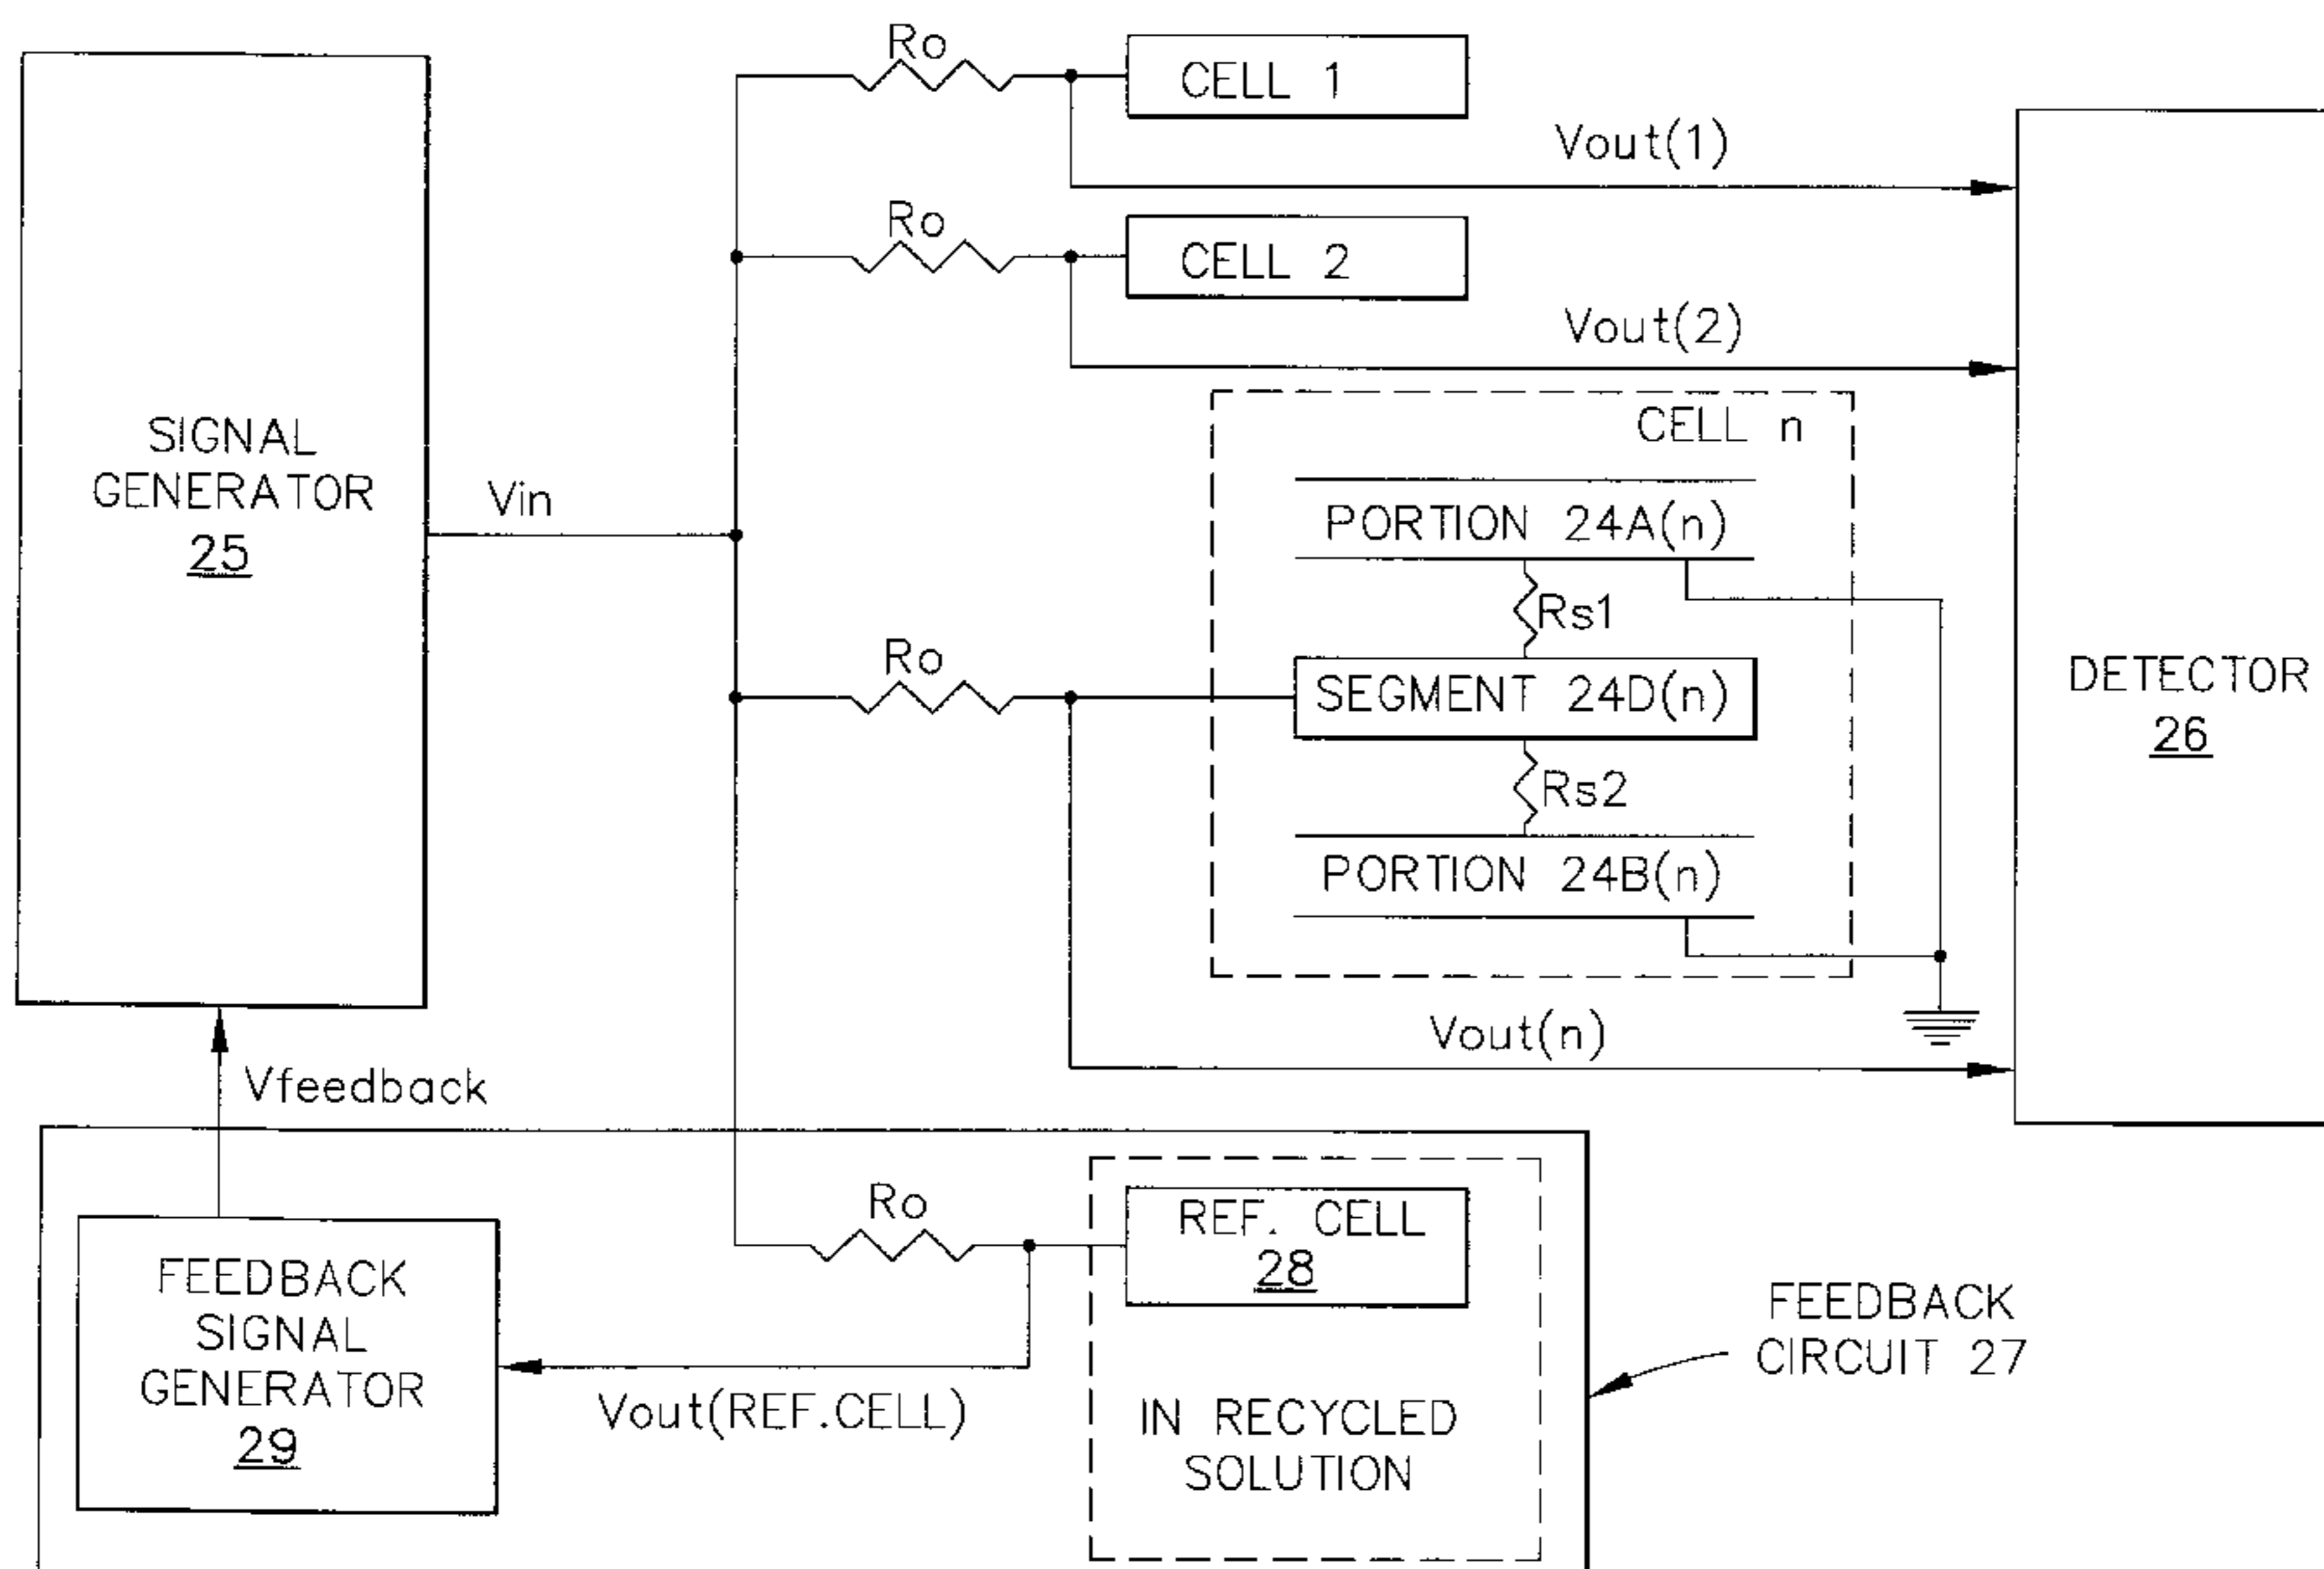 Ro
CELL 1
Vout(1)
Ro
CELL 2
Vout(2)
SIGNAL
GENERATOR
25
Vin
CELL n
PORTION 24A(n)
Rs1
Ro
SEGMENT 24D(n)
Rs2
PORTION 24B(n)
DETECTOR
26
Vout(n)
Vfeedback
Ro
REF. CELL
28
FEEDBACK
SIGNAL
GENERATOR
29
Vout(REF.CELL)
IN RECYCLED
SOLUTION
FEEDBACK
CIRCUIT 27